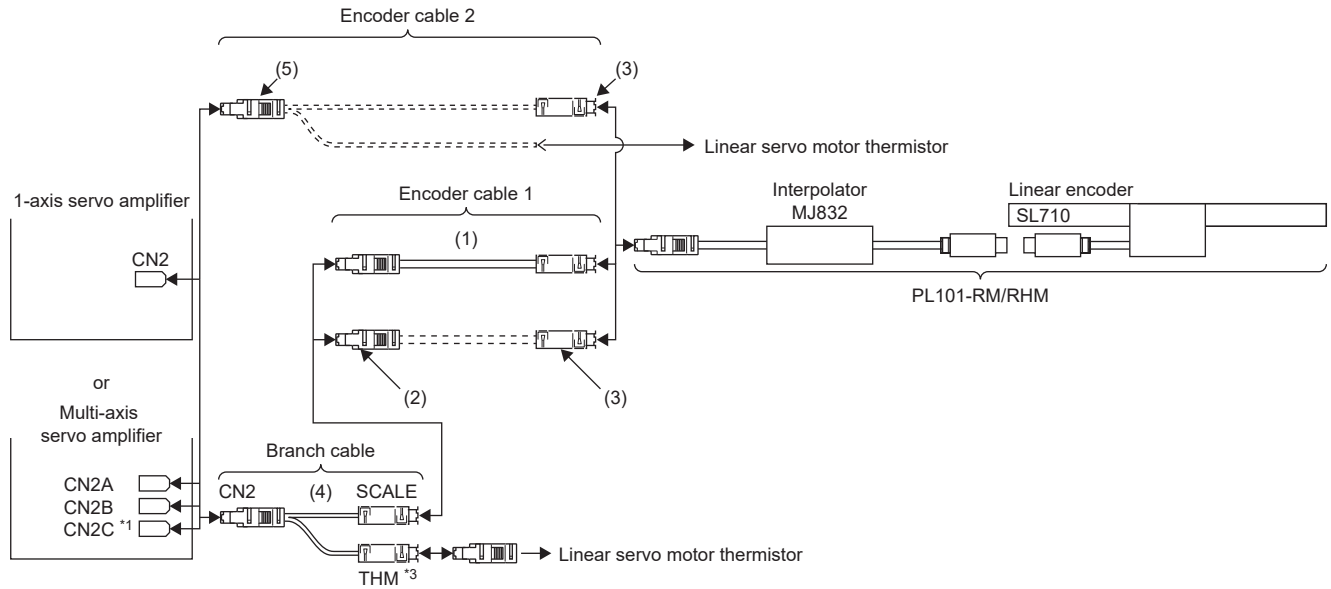 Encoder cable 2
(5)
(3)
Linear servo motor thermistor
1-axis servo amplifier
CN2
Encoder cable 1
(1)
Interpolator
MJ832
Linear encoder
SL710
PL101-RM/RHM
(2)
(3)
or
Multi-axis
servo amplifier
CN2A
CN2B
CN2C *1
Branch cable
CN2
(4)
SCALE
THM *3
Linear servo motor thermistor